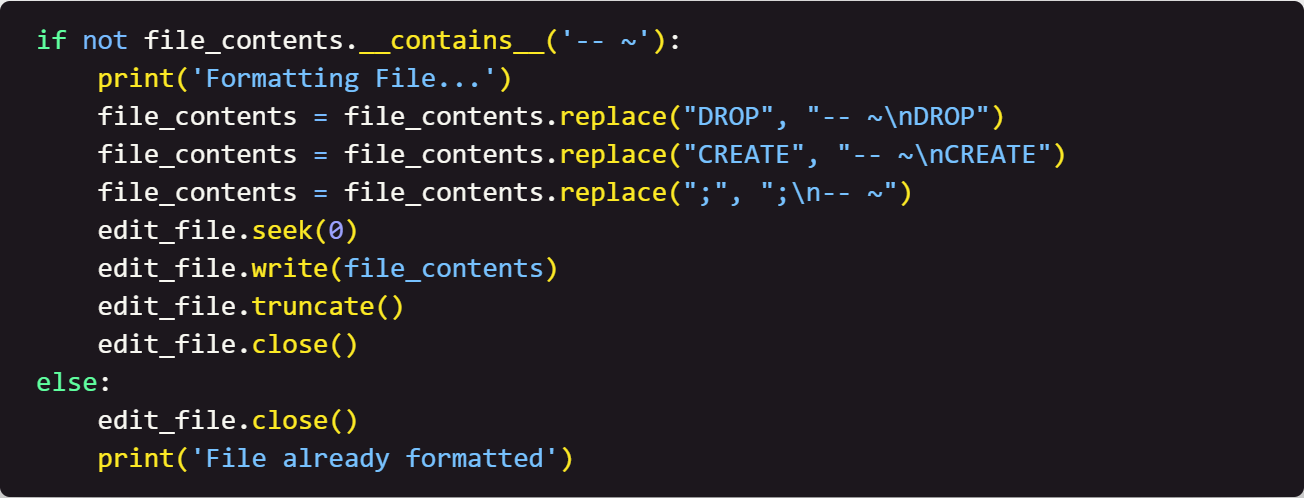 if not file_contents.__contains__('-- ~'):
    print('Formatting File...')
    file_contents = file_contents.replace("DROP", "-- ~\nDROP")
    file_contents = file_contents.replace("CREATE", "-- ~\nCREATE")
    file_contents = file_contents.replace(";", ";\n-- ~")
    edit_file.seek(0)
    edit_file.write(file_contents)
    edit_file.truncate()
    edit_file.close()
else:
    edit_file.close()
    print('File already formatted')